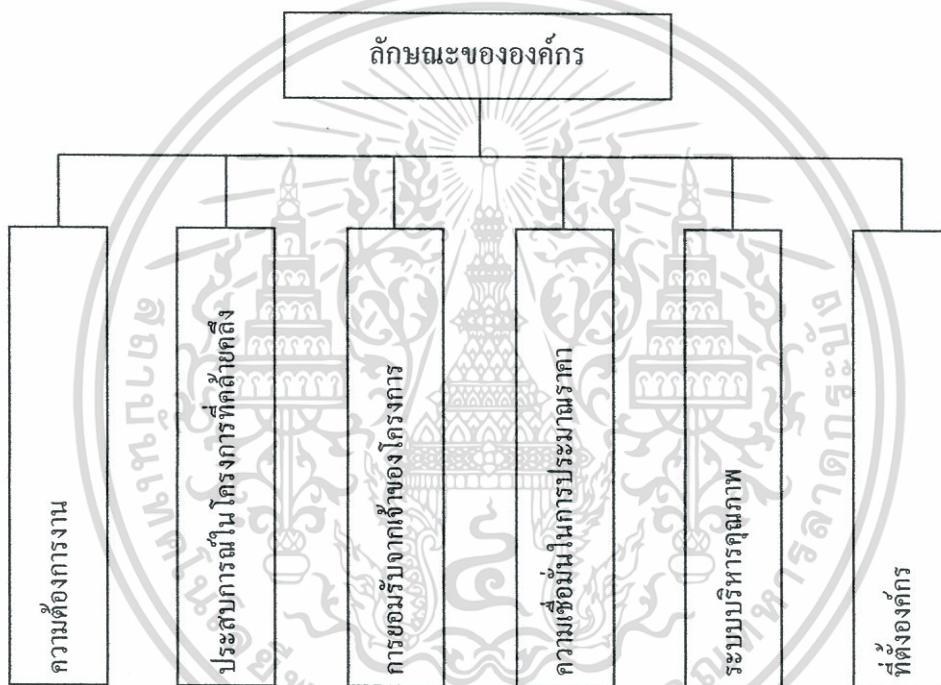 ลักษณะขององค์กร
ความต้องการงาน
ประสบการณ์ในโครงการที่คล้ายคลึง
การยอมรับจากเจ้าของโครงการ
ความเชื่อมั่นในการประมาณราคา
ระบบบริหารคุณภาพ
ที่ตั้งองค์กร